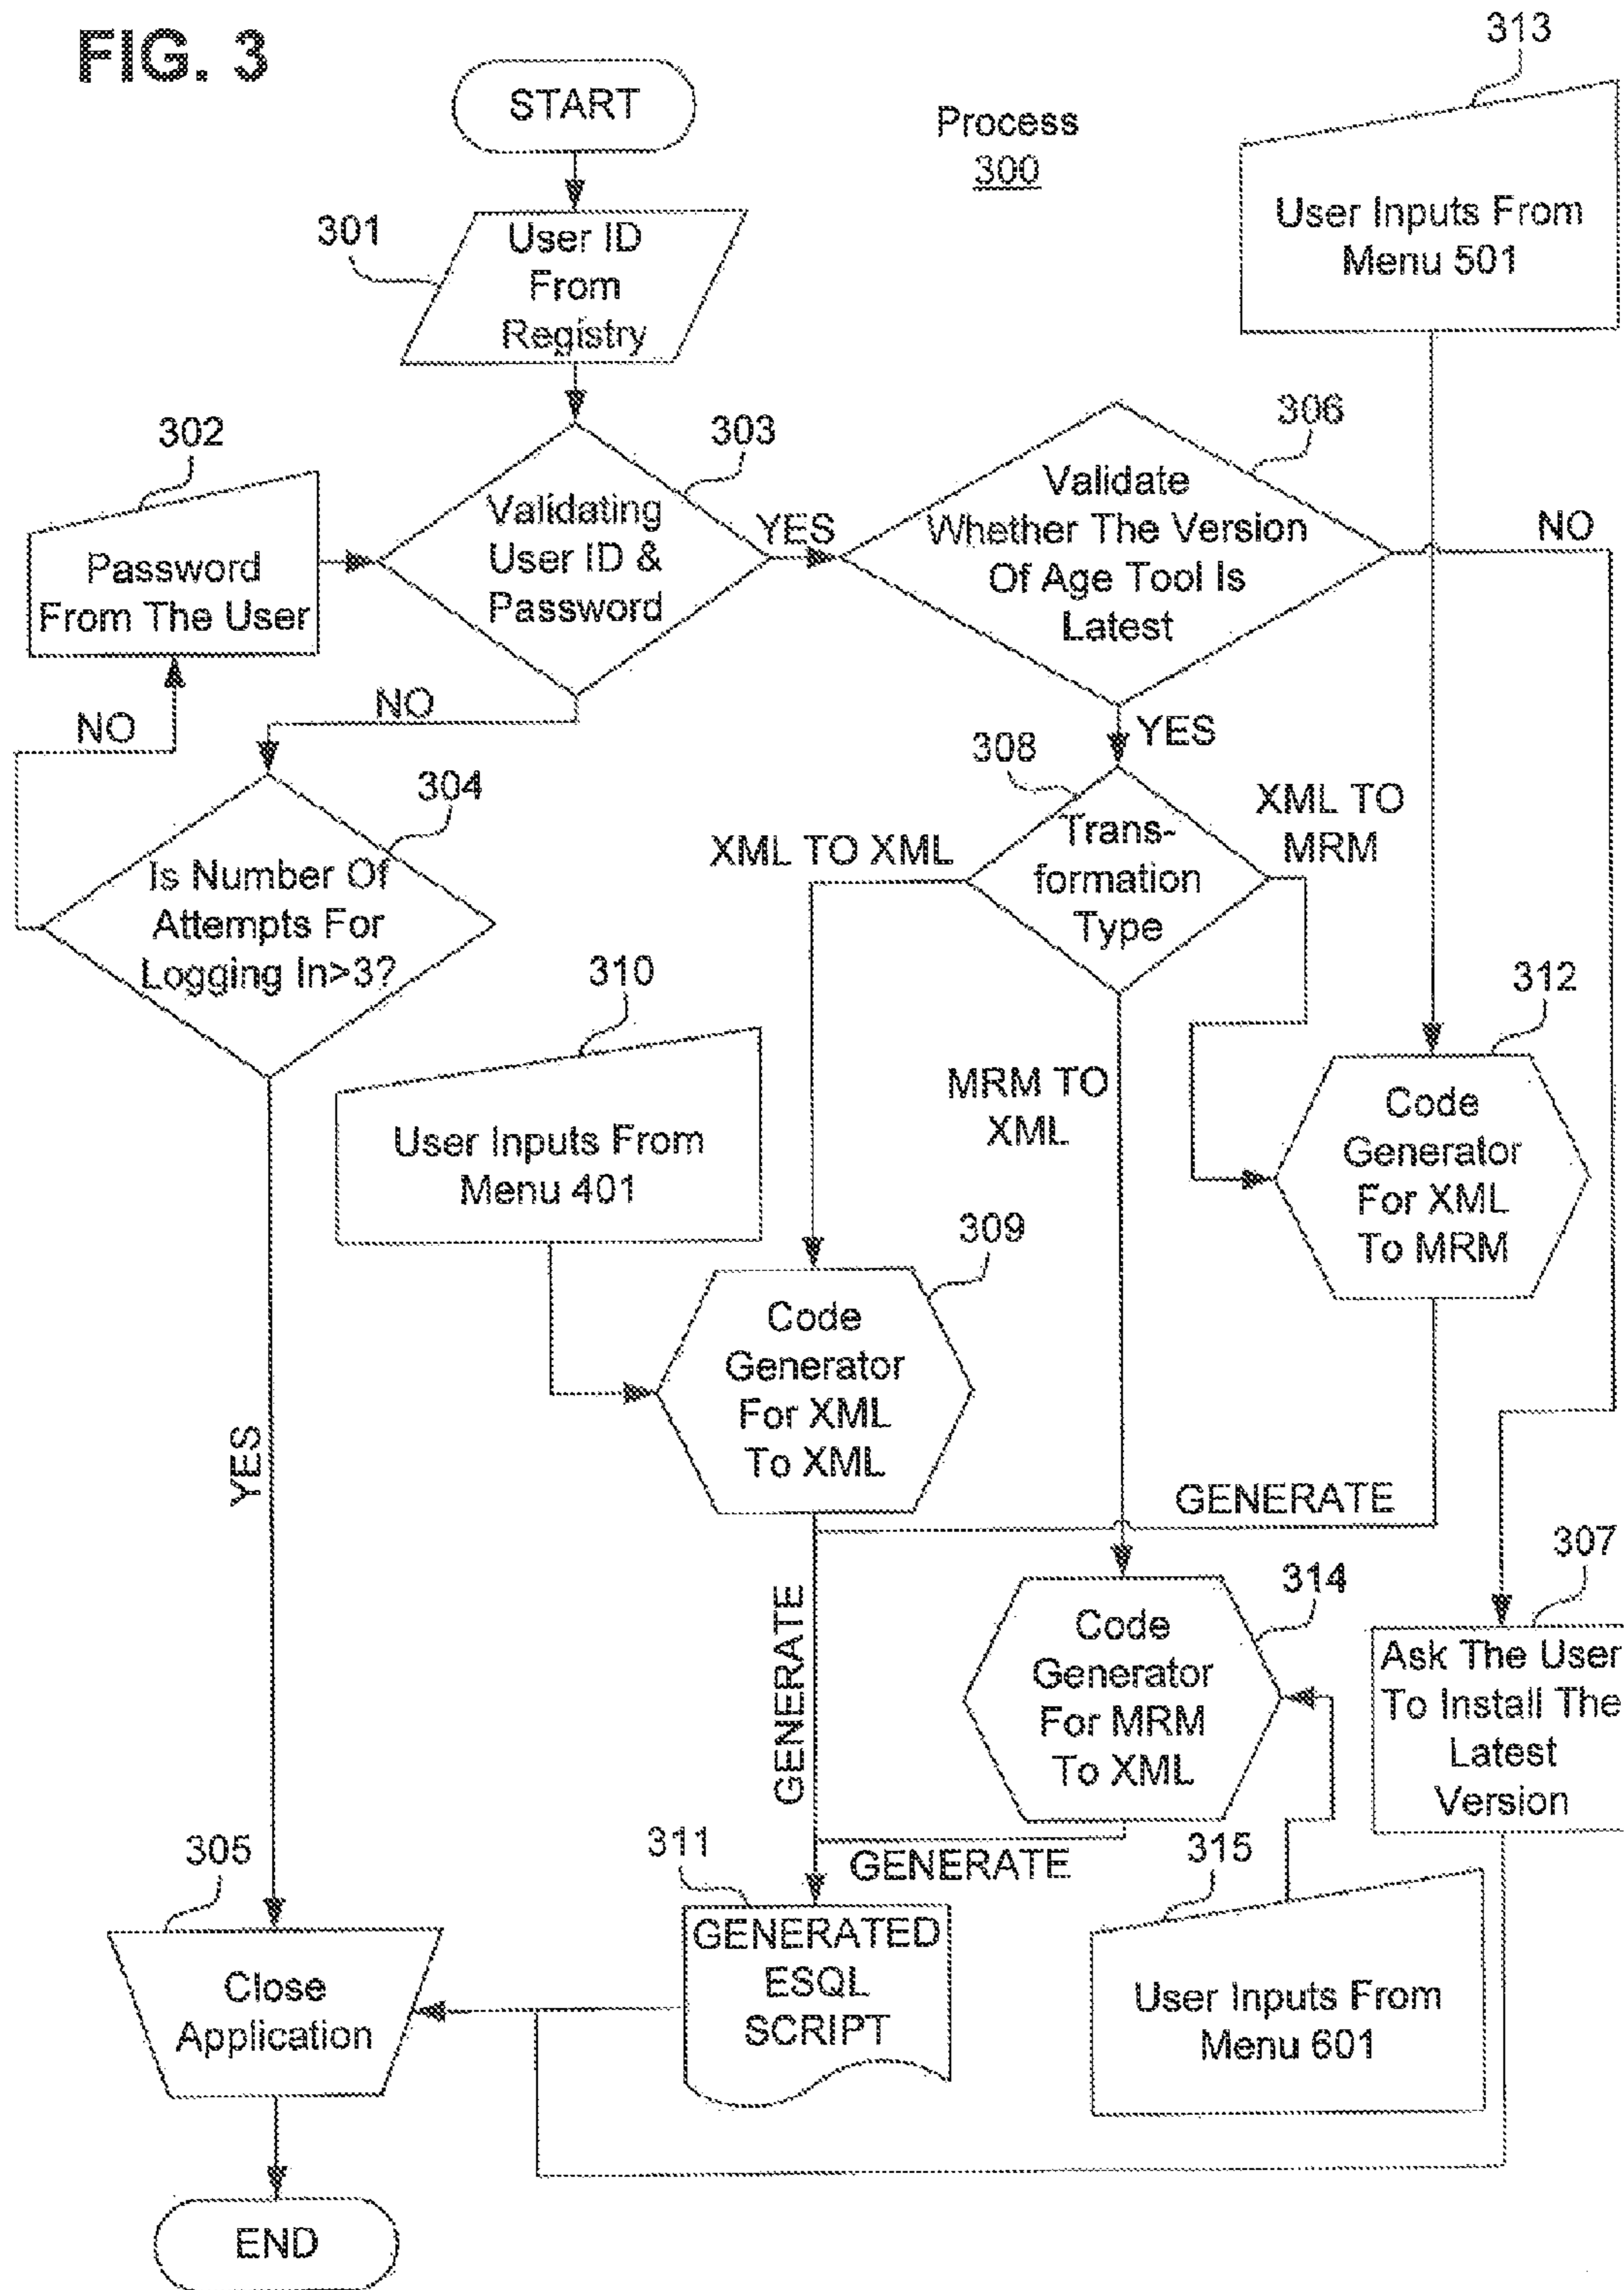 FIG. 3
START
Process
300
313
User Inputs From
Menu 501
301
User ID
From
Registry
302
Password
From The User
303
Validating
User ID &
Password
YES
306
Validate
Whether The Version
Of Age Tool Is
Latest
NO
NO
NO
YES
304
Is Number Of
Attempts For
Logging In>3?
308
Trans-
formation
Type
XML TO XML
XML TO
MRM
MRM TO
XML
310
User Inputs From
Menu 401
312
Code
Generator
For XML
To MRM
309
Code
Generator
For XML
To XML
YES
GENERATE
GENERATE
314
Code
Generator
For MRM
To XML
307
Ask The User
To Install The
Latest
Version
305
Close
Application
311
GENERATED
ESQL
SCRIPT
GENERATE
315
User Inputs From
Menu 601
END